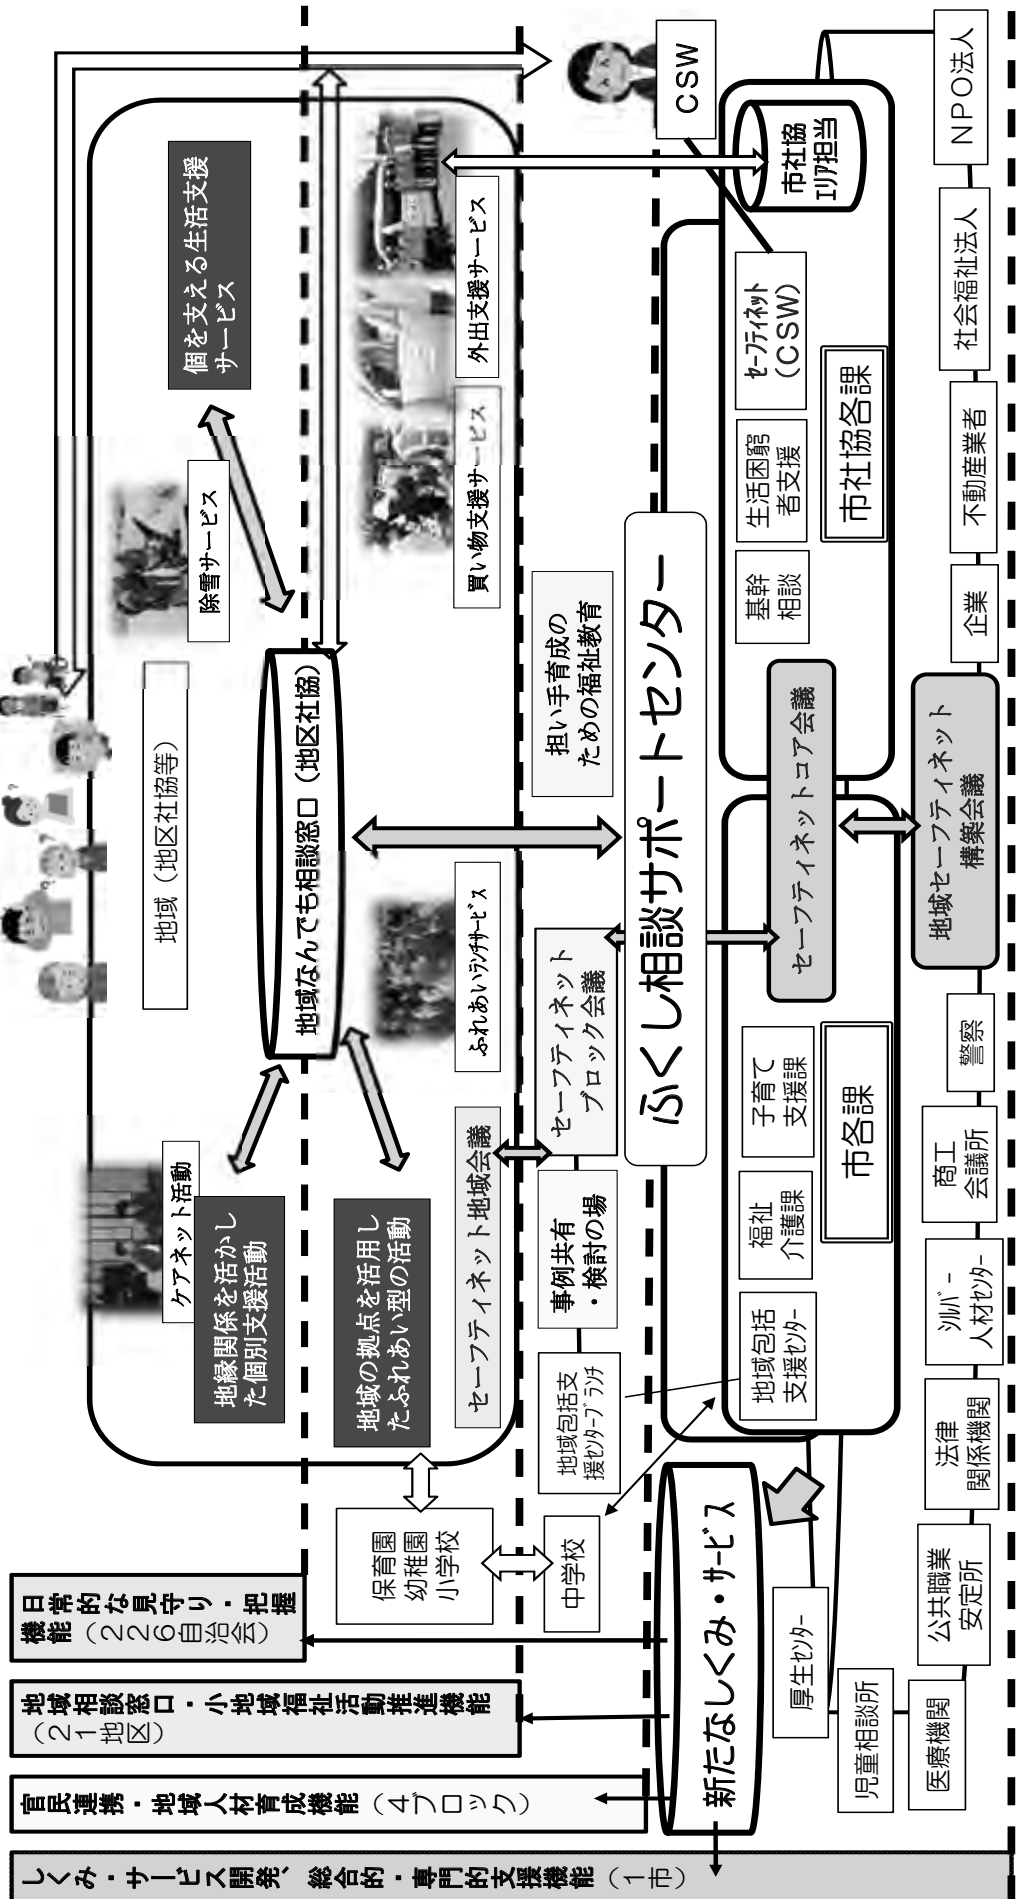 日常的な見守り・把握
機能（２２６自治会）
地域相談窓口・小地域福祉活動推進機能
（２１地区）
官民連携・地域人材育成機能（４ブロック）
しくみ・サービス開発、総合的・専門的支援機能（１市）
ケアネット活動
地縁関係を活かし
た個別支援活動
地域（地区社協等）
除雪サービス
個を支える生活支援
サービス
地域なんでも相談窓口（地区社協）
地域の拠点を活用し
たふれあい型の活動
ふれあいランチサービス
買い物支援サービス
外出支援サービス
セーフティネット地域会議
保育園
幼稚園
小学校
中学校
地域包括支
援センターブランチ
事例共有
・検討の場
セーフティネット
ブロック会議
担い手育成の
ための福祉教育
CSW
ふくし相談サポートセンター
新たなしくみ・サービス
地域包括
支援センター
福祉
介護課
子育て
支援課
市各課
セーフティネットコア会議
基幹
相談
生活困窮
者支援
セーフティネット
（CSW）
市社協各課
市社協
エリア担当
厚生センター
児童相談所
医療機関
公共職業
安定所
法律
関係機関
シルバー
人材センター
商工
会議所
警察
地域セーフティネット
構築会議
企業
不動産業者
社会福祉法人
ＮＰＯ法人